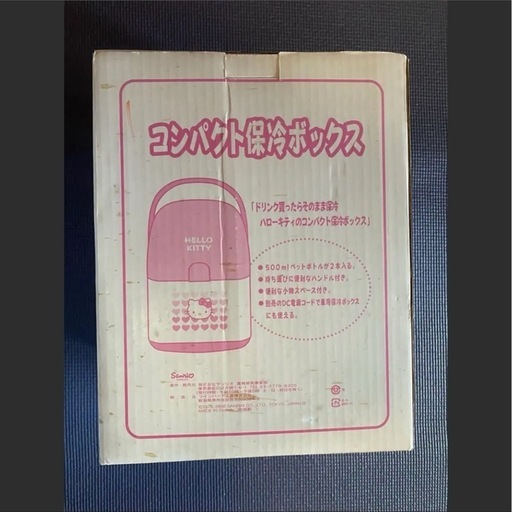 コンパクト保冷ボックス
「ドリンク買ったらそのまま保冷
ハローキティのコンパクト保冷ボックス」
HELLO
KITTY
●500mlペットボトルが2本入る。
●持ち運びに便利なハンドル付き。
●便利な小物スペース付き。
●別売のDC電源コードで車用保冷ボックス
にも使える。
Sanrio